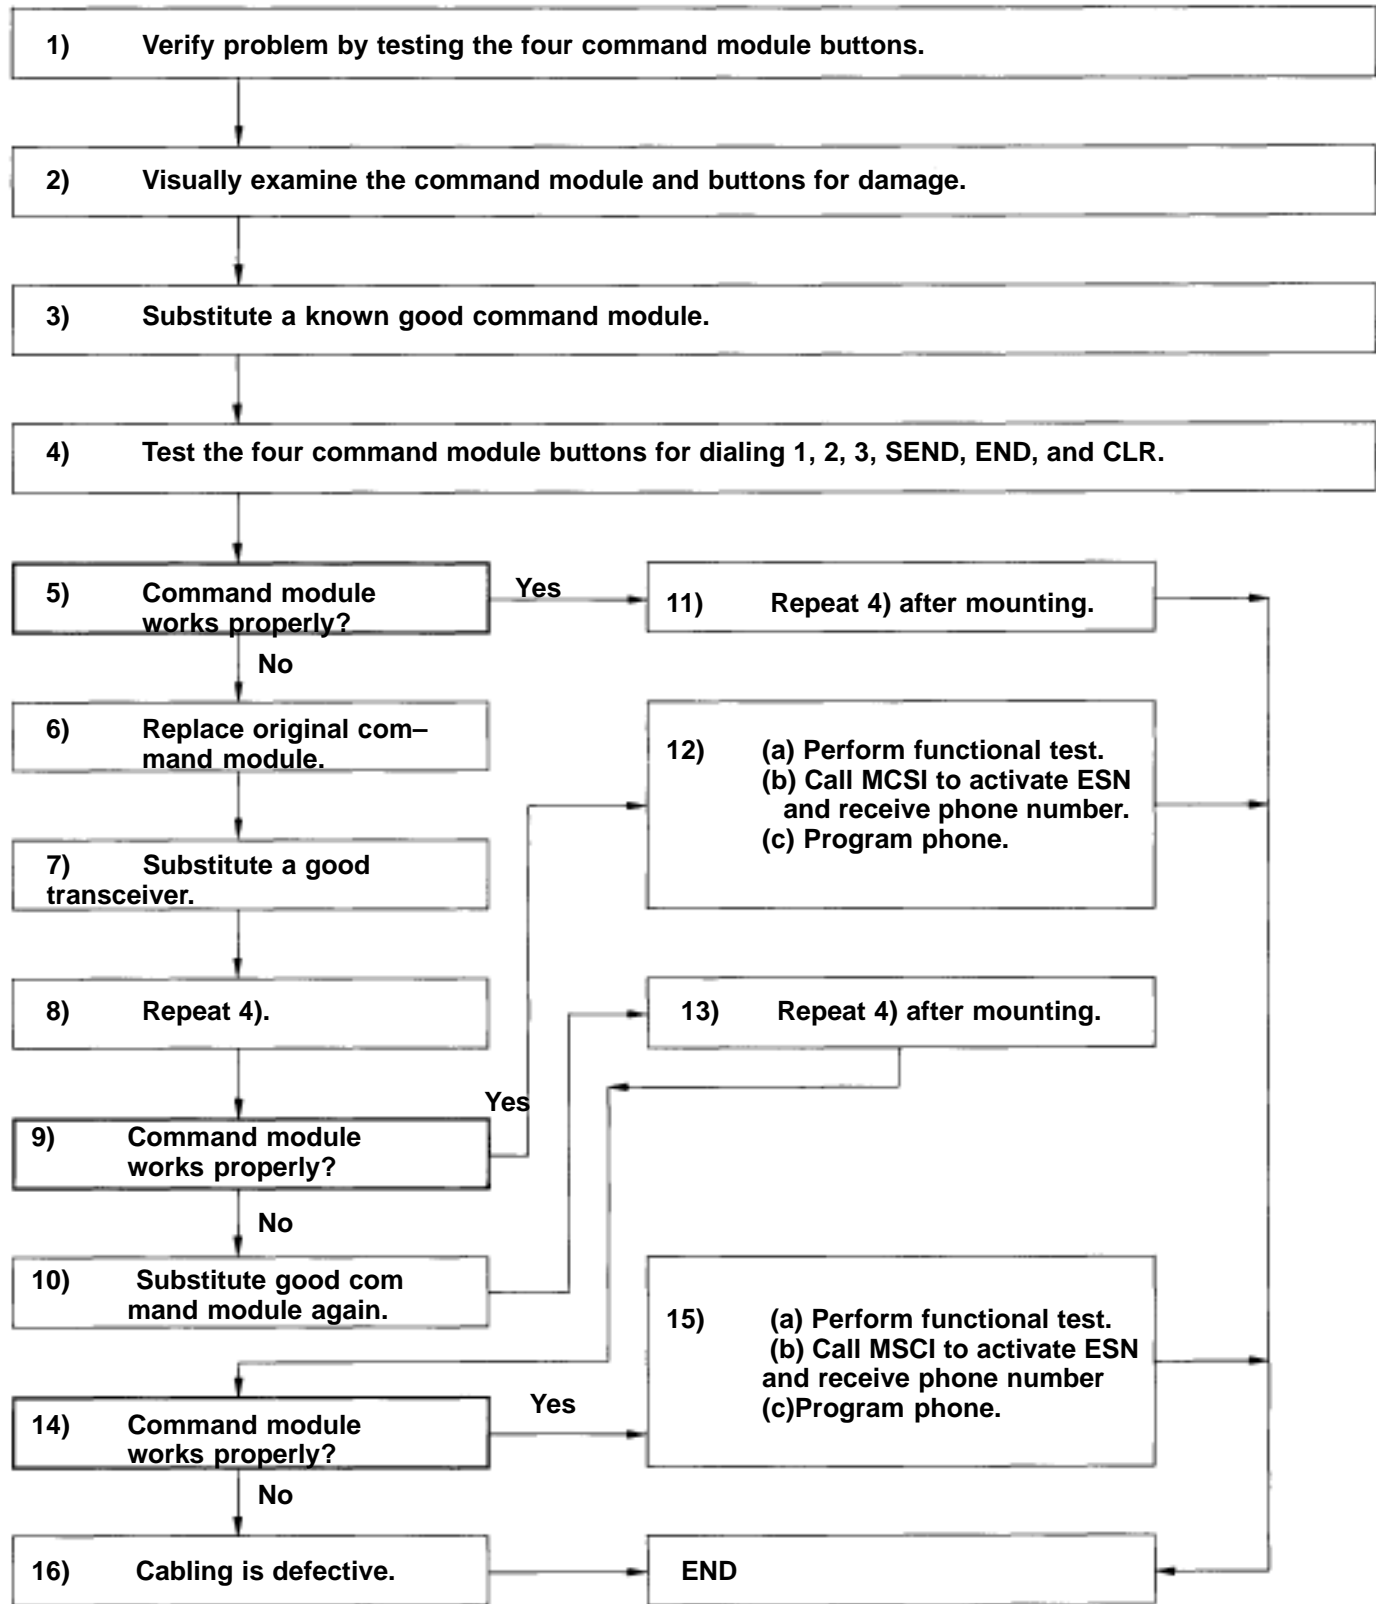 1) Verify problem by testing the four command module buttons.
2) Visually examine the command module and buttons for damage.
3) Substitute a known good command module.
4) Test the four command module buttons for dialing 1, 2, 3, SEND, END, and CLR.
5) Command module
works properly?
Yes
11) Repeat 4) after mounting.
No
6) Replace original com–
mand module.
12) (a) Perform functional test.
(b) Call MCSI to activate ESN
and receive phone number.
(c) Program phone.
7) Substitute a good
transceiver.
8) Repeat 4).
13) Repeat 4) after mounting.
Yes
9) Command module
works properly?
No
10) Substitute good com
mand module again.
15) (a) Perform functional test.
(b) Call MSCI to activate ESN
and receive phone number
(c)Program phone.
14) Command module
works properly?
Yes
No
16) Cabling is defective.
END